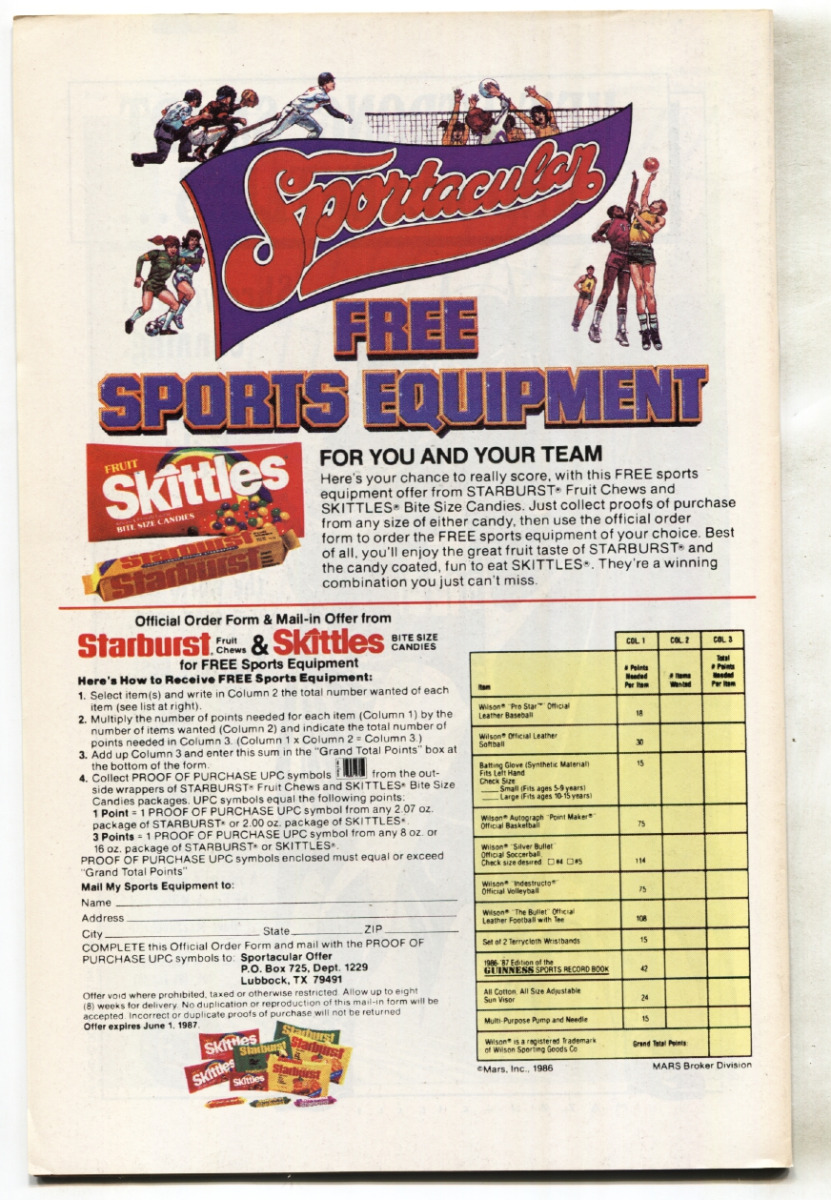 Sportacular
FREE
SPORTS EQUIPMENT
FRUIT
Skittles
BITE SIZE CANDIES
Starburst
Starburst
FOR YOU AND YOUR TEAM
Here's your chance to really score, with this FREE sports
equipment offer from STARBURST® Fruit Chews and
SKITTLES® Bite Size Candies. Just collect proofs of purchase
from any size of either candy, then use the official order
form to order the FREE sports equipment of your choice. Best
of all, you'll enjoy the great fruit taste of STARBURST® and
the candy coated, fun to eat SKITTLES®. They're a winning
combination you just can't miss.
Official Order Form & Mail-in Offer from
Starburst® Fruit Chews & Skittles BITE SIZE CANDIES
for FREE Sports Equipment
Here's How to Receive FREE Sports Equipment:
1. Select item(s) and write in Column 2 the total number wanted of each
item (see list at right).
2. Multiply the number of points needed for each item (Column 1) by the
number of items wanted (Column 2) and indicate the total number of
points needed in Column 3. (Column 1 x Column 2 = Column 3.)
3. Add up Column 3 and enter this sum in the "Grand Total Points" box at
the bottom of the form.
4. Collect PROOF OF PURCHASE UPC symbols from the out-
side wrappers of STARBURST® Fruit Chews and SKITTLES® Bite Size
Candies packages. UPC symbols equal the following points:
1 Point = 1 PROOF OF PURCHASE UPC symbol from any 2.07 oz.
package of STARBURST® or 2.00 oz. package of SKITTLES®.
3 Points = 1 PROOF OF PURCHASE UPC symbol from any 8 oz. or
16 oz. package of STARBURST® or SKITTLES®.
PROOF OF PURCHASE UPC symbols enclosed must equal or exceed
"Grand Total Points"
Mail My Sports Equipment to:
Name
Address
City State ZIP
COMPLETE this Official Order Form and mail with the PROOF OF
PURCHASE UPC symbols to: Sportacular Offer
P.O. Box 725, Dept. 1229
Lubbock, TX 79491
Offer void where prohibited, taxed or otherwise restricted. Allow up to eight
(8) weeks for delivery. No duplication or reproduction of this mail-in form will be
accepted. Incorrect or duplicate proofs of purchase will not be returned
Offer expires June 1, 1987.
Skittles
Starburst
Starburst
Starburst
Skittles
Skittles
Starburst
COL. 1 COL. 2 COL. 3
Item # Points Needed Per Item # Items Wanted Total # Points Needed Per Item
Wilson® "Pro Star™" Official
Leather Baseball 18
Wilson® Official Leather
Softball 30
Batting Glove (Synthetic Material) 15
Fits Left Hand
Check Size
Small (Fits ages 5-9 years)
Large (Fits ages 10-15 years)
Wilson® Autograph "Point Maker®"
Official Basketball 75
Wilson® "Silver Bullet"
Official Soccerball,
Check size desired □ #4 □ #5 114
Wilson® "Indestructo®"
Official Volleyball 75
Wilson® "The Bullet" Official
Leather Football with Tee 108
Set of 2 Terrycloth Wristbands 15
1986-'87 Edition of the
GUINNESS SPORTS RECORD BOOK 42
All Cotton, All Size Adjustable
Sun Visor 24
Multi-Purpose Pump and Needle 15
Wilson® is a registered Trademark
of Wilson Sporting Goods Co
Grand Total Points:
©Mars, Inc., 1986 MARS Broker Division